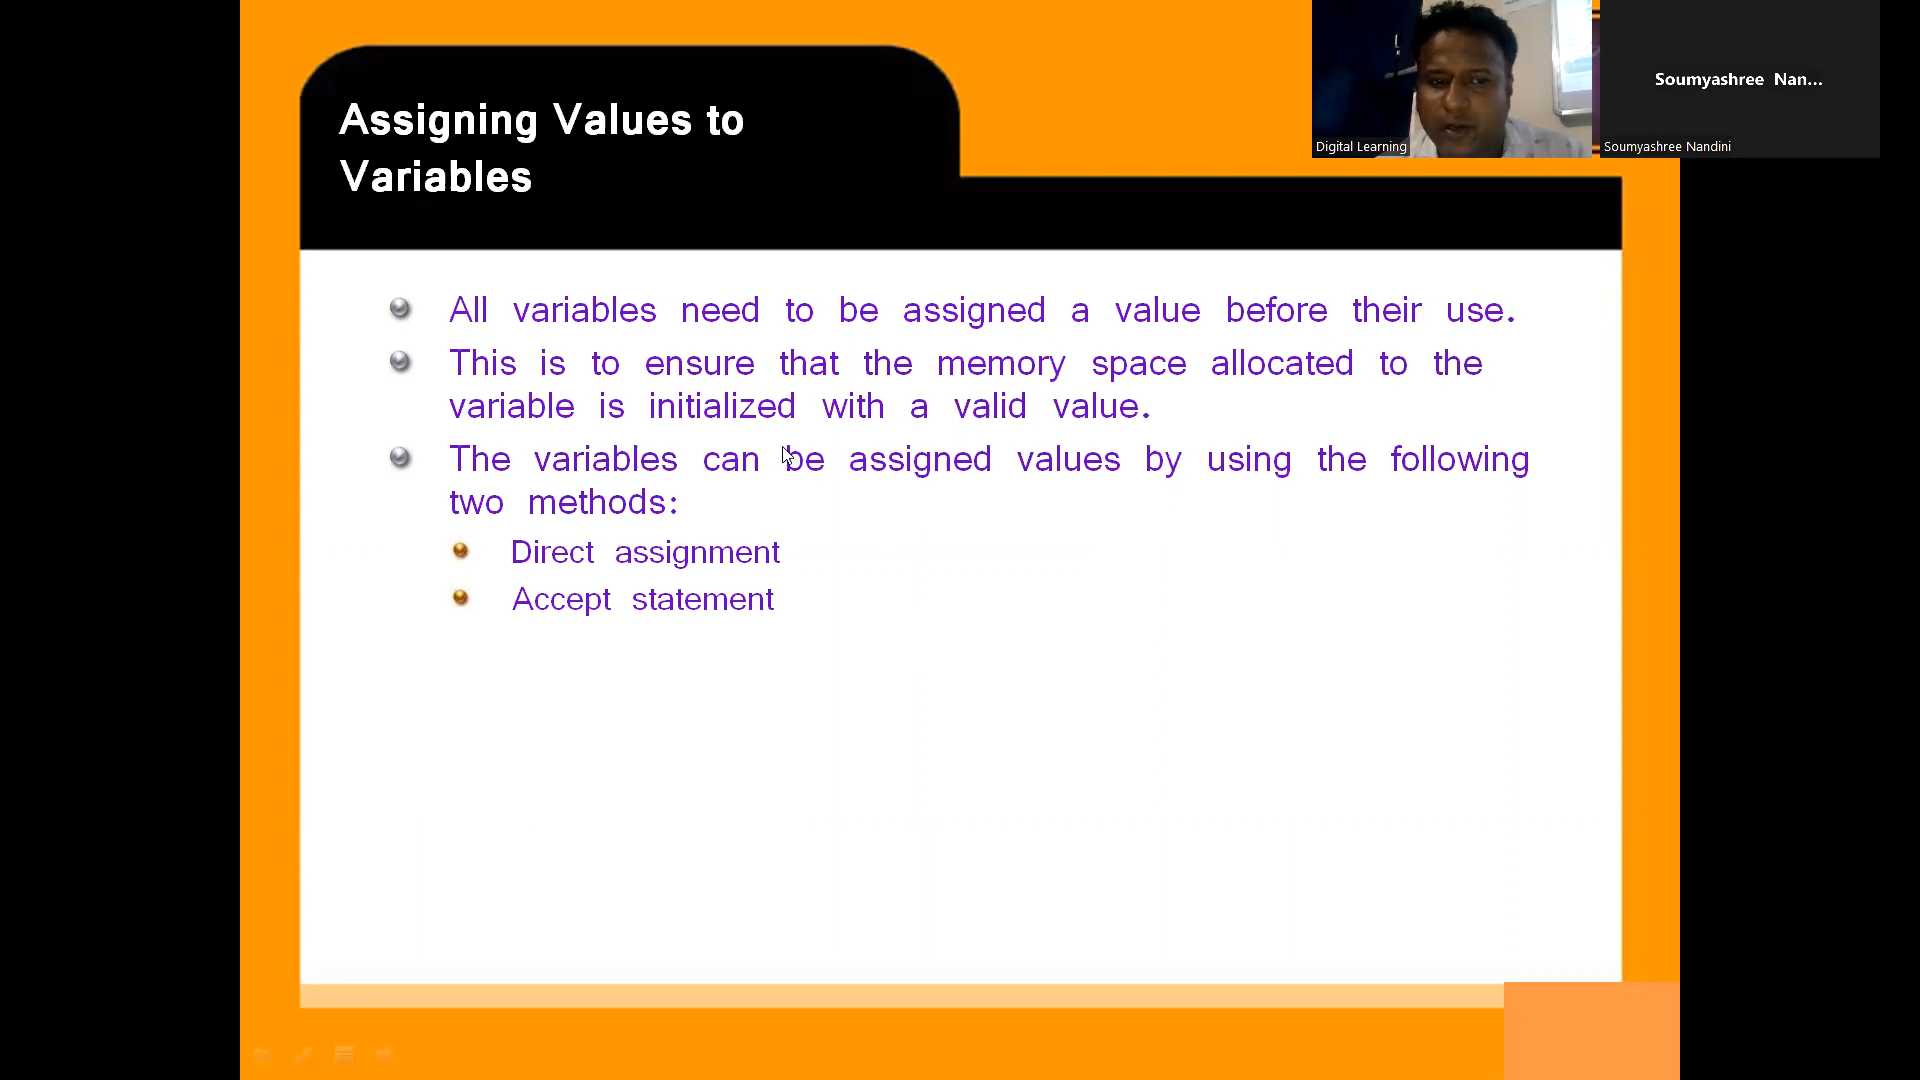 Assigning Values to
Variables
Soumyashree Nan...
Digital Learning
Soumyashree Nandini
All variables need to be assigned a value before their use.
This is to ensure that the memory space allocated to the
variable is initialized with a valid value.
The variables can be assigned values by using the following
two methods:
Direct assignment
Accept statement